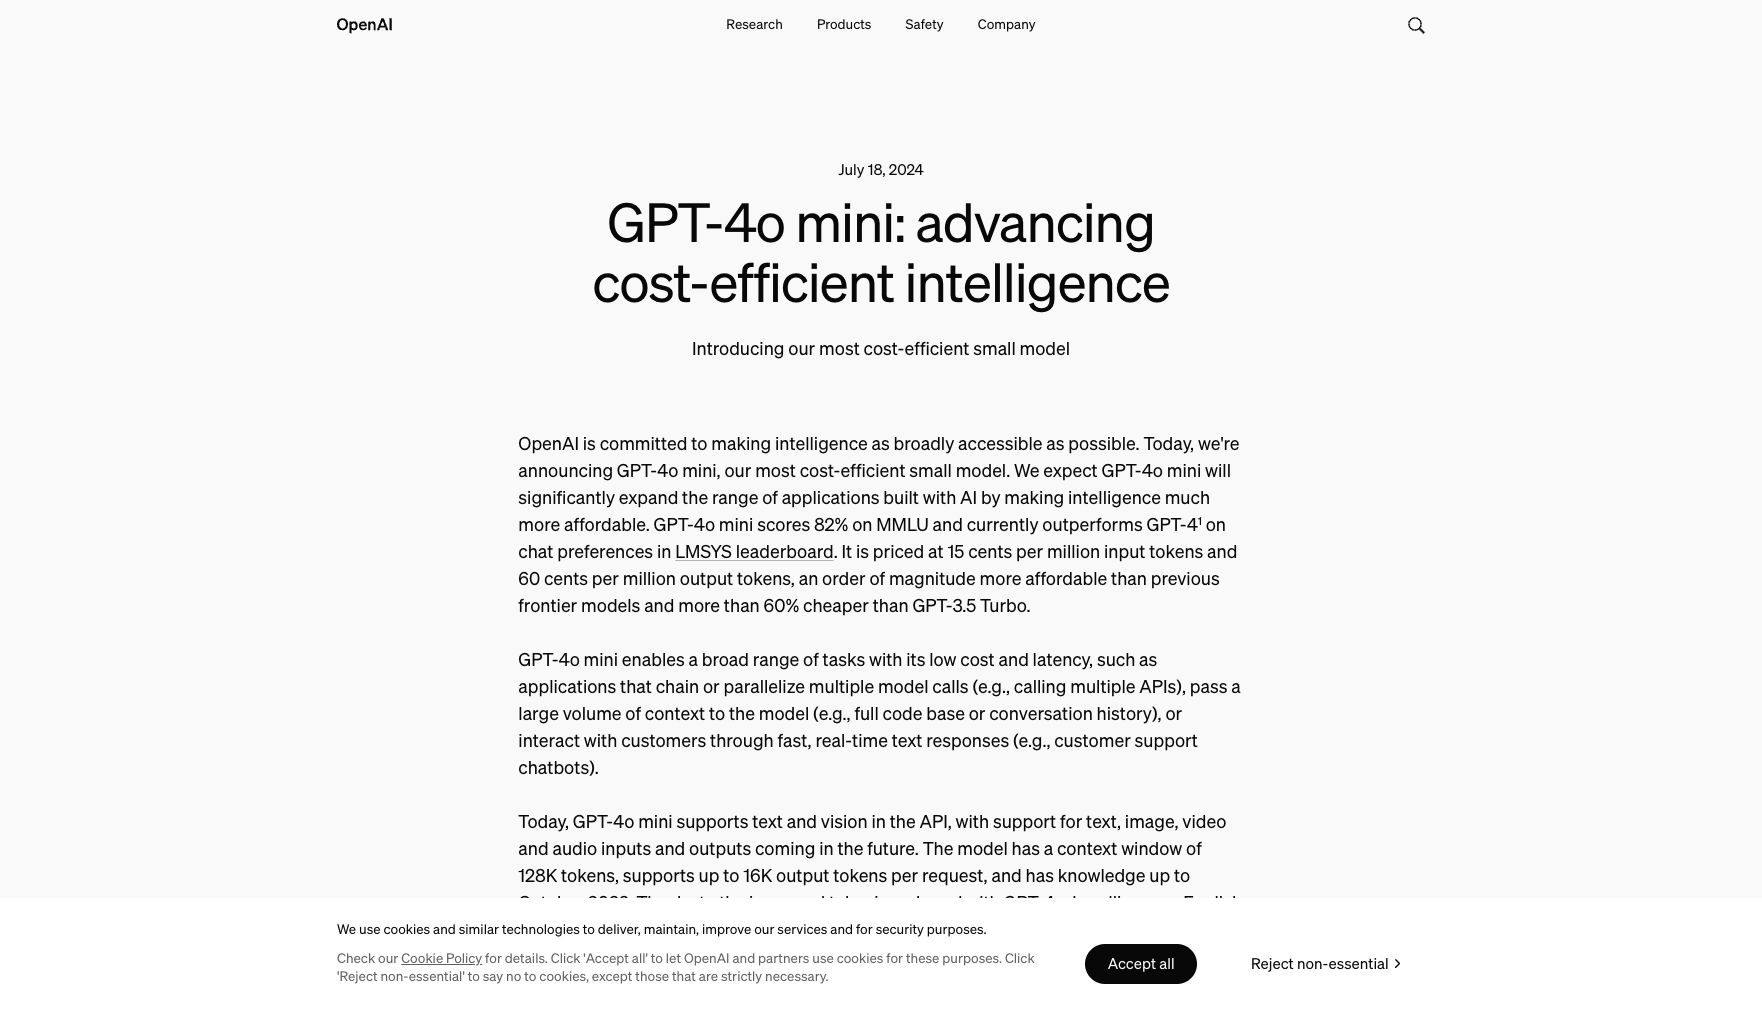 OpenAI
Research Products Safety Company
July 18, 2024
GPT-4o mini: advancing
cost-efficient intelligence
Introducing our most cost-efficient small model
OpenAI is committed to making intelligence as broadly accessible as possible. Today, we're
announcing GPT-4o mini, our most cost-efficient small model. We expect GPT-4o mini will
significantly expand the range of applications built with AI by making intelligence much
more affordable. GPT-4o mini scores 82% on MMLU and currently outperforms GPT-4¹ on
chat preferences in LMSYS leaderboard. It is priced at 15 cents per million input tokens and
60 cents per million output tokens, an order of magnitude more affordable than previous
frontier models and more than 60% cheaper than GPT-3.5 Turbo.
GPT-4o mini enables a broad range of tasks with its low cost and latency, such as
applications that chain or parallelize multiple model calls (e.g., calling multiple APIs), pass a
large volume of context to the model (e.g., full code base or conversation history), or
interact with customers through fast, real-time text responses (e.g., customer support
chatbots).
Today, GPT-4o mini supports text and vision in the API, with support for text, image, video
and audio inputs and outputs coming in the future. The model has a context window of
128K tokens, supports up to 16K output tokens per request, and has knowledge up to
We use cookies and similar technologies to deliver, maintain, improve our services and for security purposes.
Check our Cookie Policy for details. Click 'Accept all' to let OpenAI and partners use cookies for these purposes. Click
'Reject non-essential' to say no to cookies, except those that are strictly necessary.
Accept all
Reject non-essential